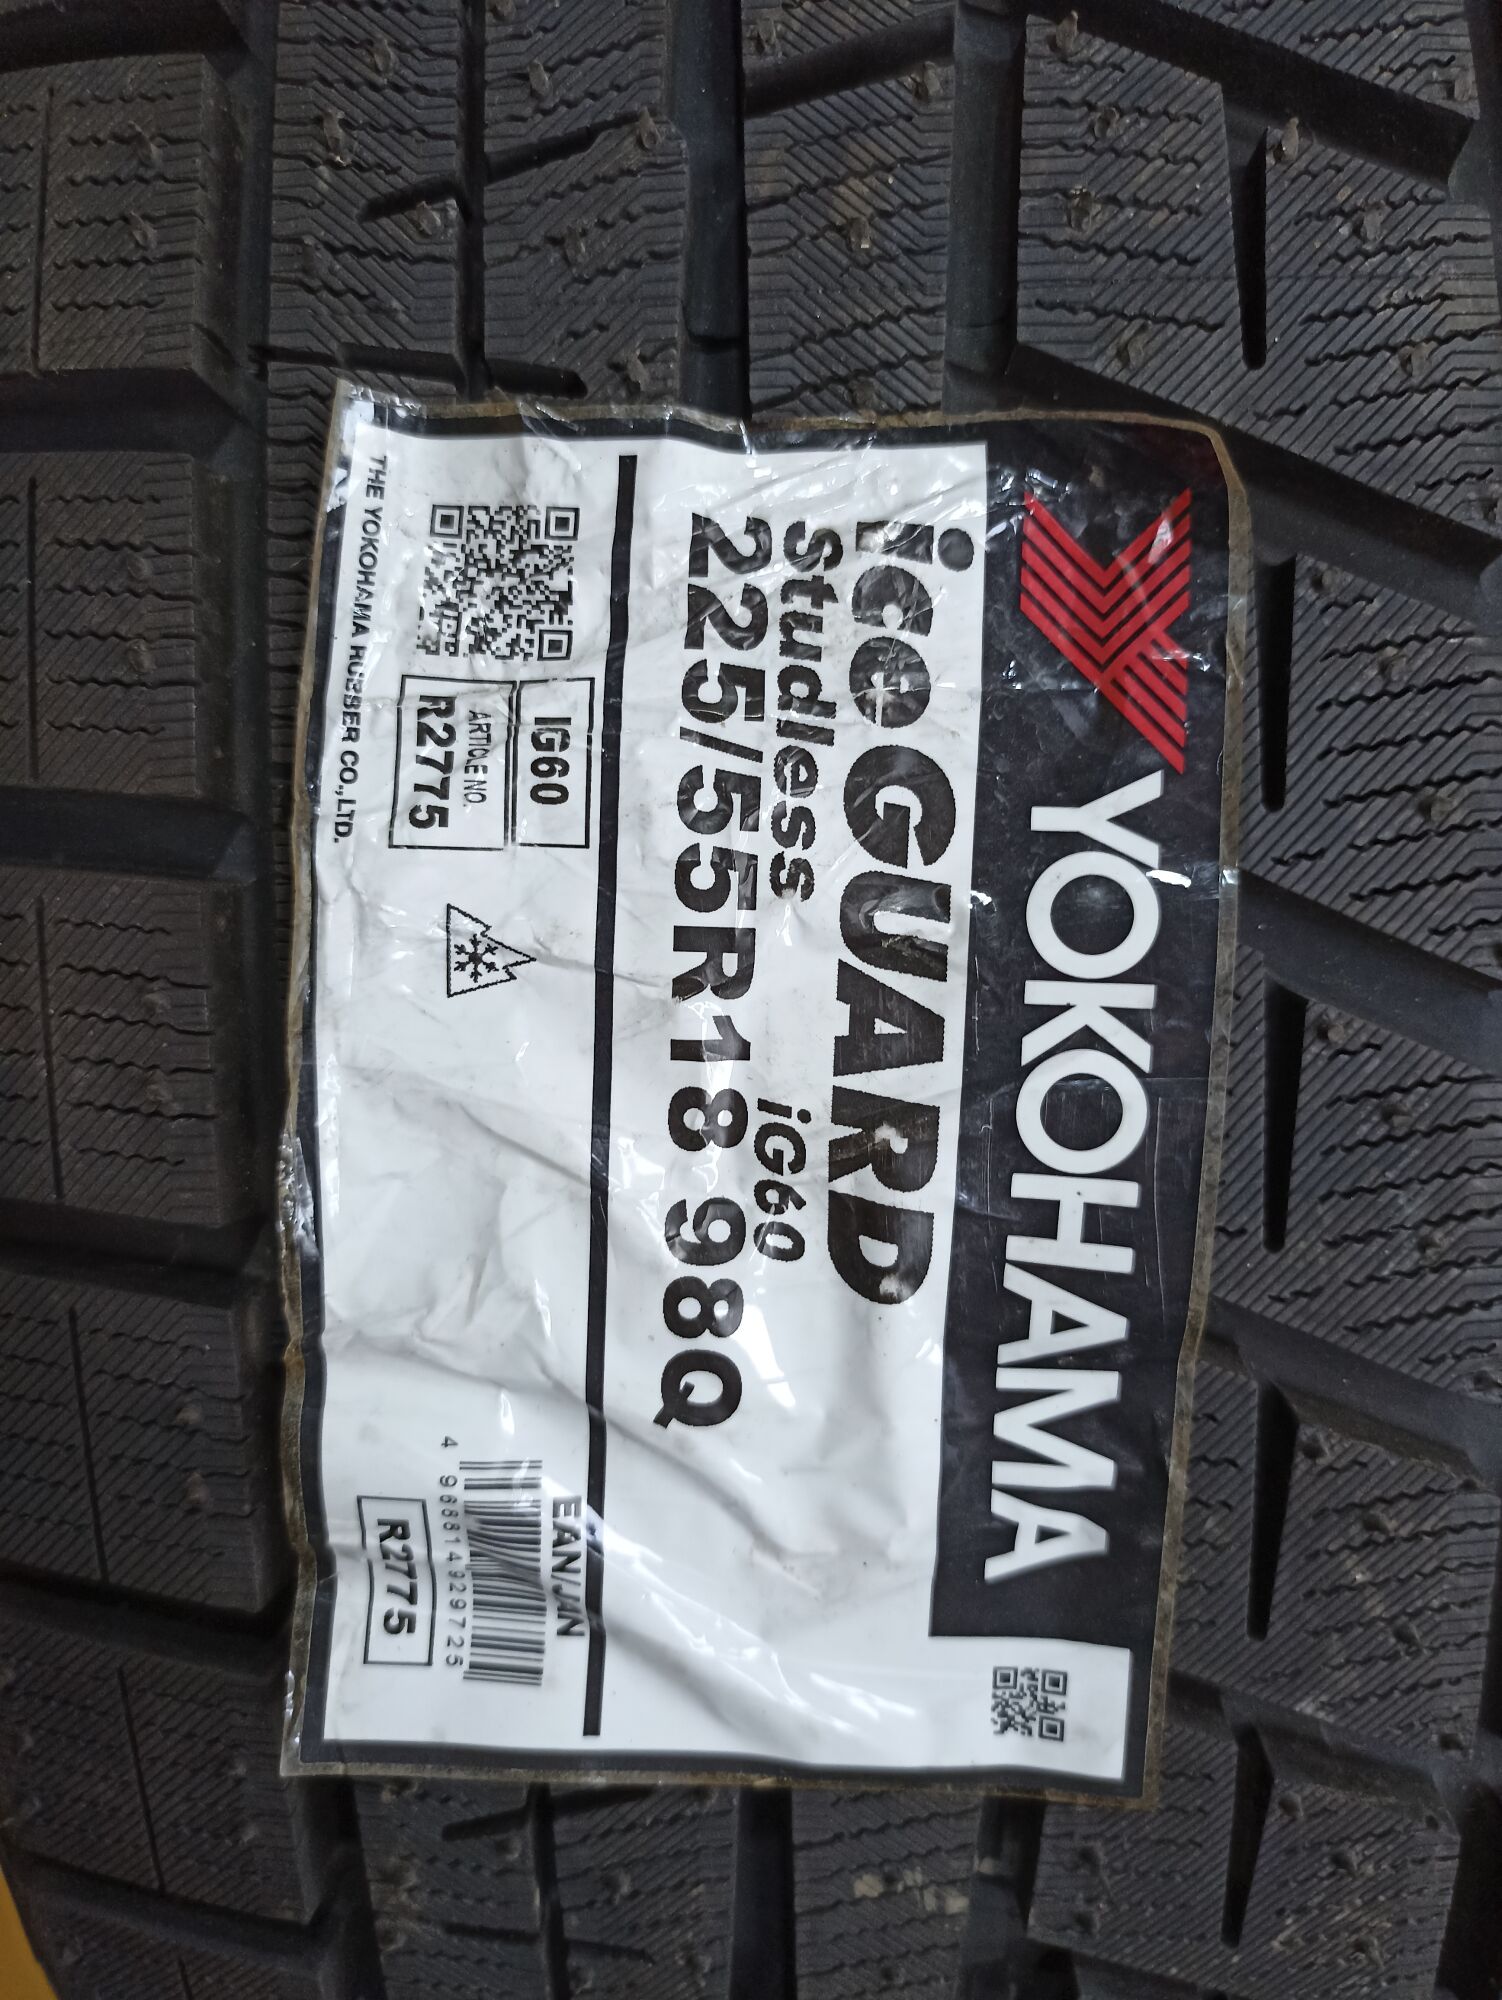 YOKOHAMA
iceGUARD
Studless iG60
225/55R18 98Q
IG60
ARTICLE NO.
R2775
EAN/JAN
4 968814 929725
R2775
THE YOKOHAMA RUBBER CO.,LTD.